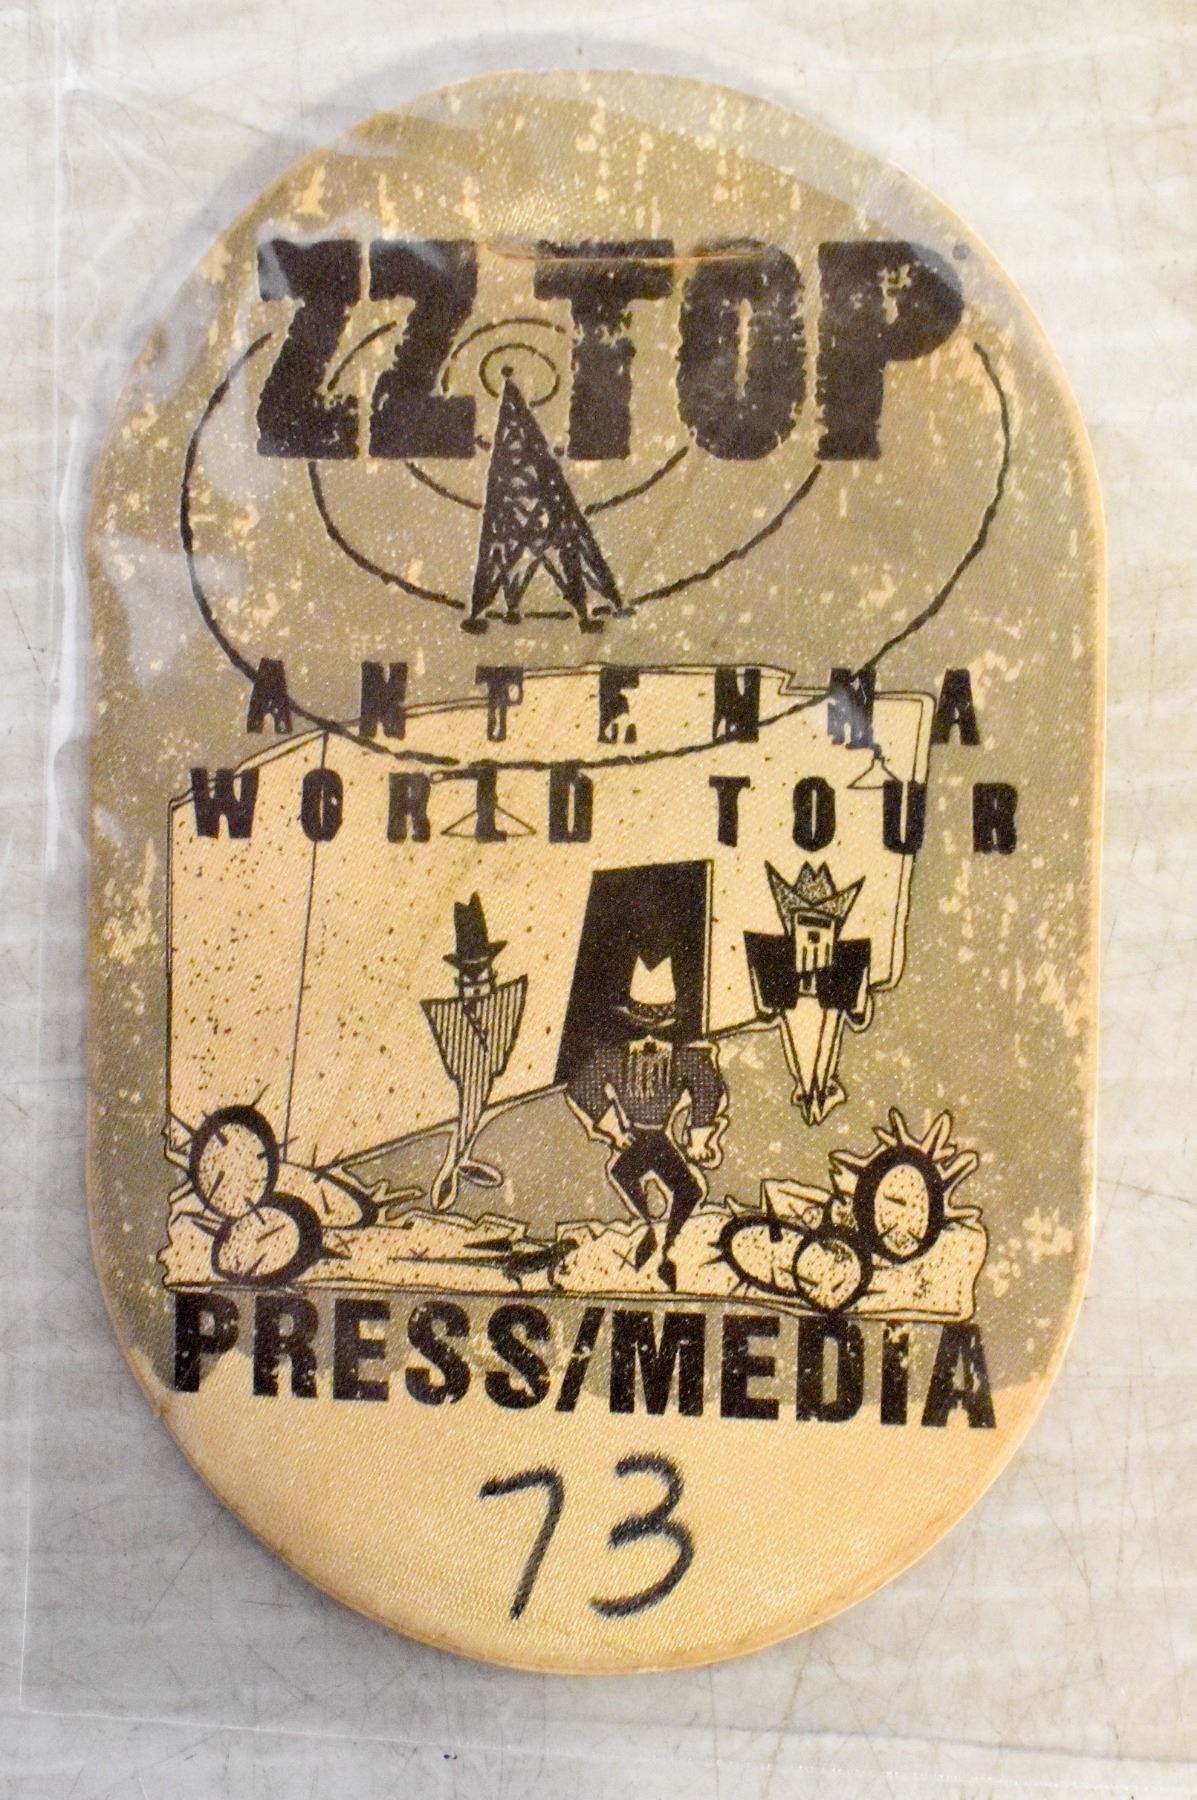 ZZ TOP
ANTENNA
WORLD TOUR
PRESS/MEDIA
73